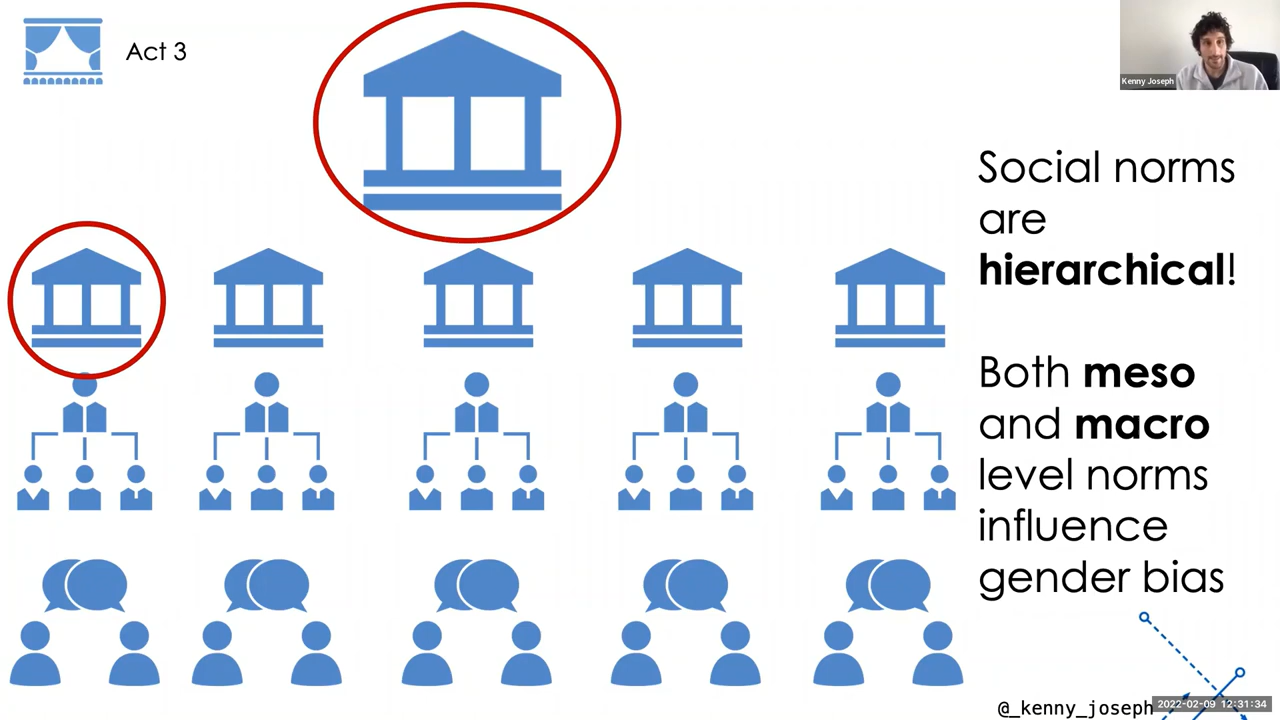 Act 3
Kenny Joseph
Social norms
are
hierarchical!
Both meso
and macro
level norms
influence
gender bias
@_kenny_joseph
2022-02-09 12:31:34